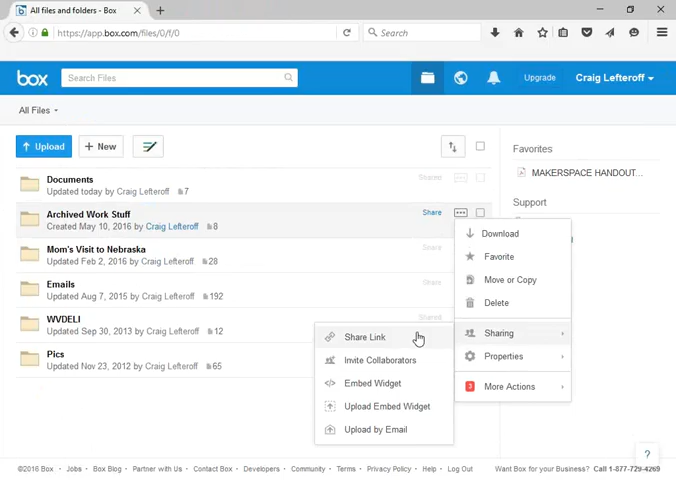 All files and folders - Box
https://app.box.com/files/0/f/0
Search
box
Search Files
Upgrade
Craig Lefteroff
All Files
Upload
+ New
Favorites
MAKERSPACE HANDOUT...
Support
Documents
Updated today by Craig Lefteroff 7
Shared
Archived Work Stuff
Created May 10, 2016 by Craig Lefteroff 8
Share
Mom's Visit to Nebraska
Updated Feb 2, 2016 by Craig Lefteroff 28
Share
Emails
Updated Aug 7, 2015 by Craig Lefteroff 192
Share
WVDELI
Updated Sep 30, 2013 by Craig Lefteroff 12
Shared
Pics
Updated Nov 23, 2012 by Craig Lefteroff 65
Download
Favorite
Move or Copy
Delete
Sharing
Properties
3 More Actions
Share Link
Invite Collaborators
Embed Widget
Upload Embed Widget
Upload by Email
?
©2016 Box • Jobs • Box Blog • Partner with Us • Contact Box • Developers • Community • Terms • Privacy Policy • Help • Log Out
Want Box for your Business? Call 1-877-729-4269